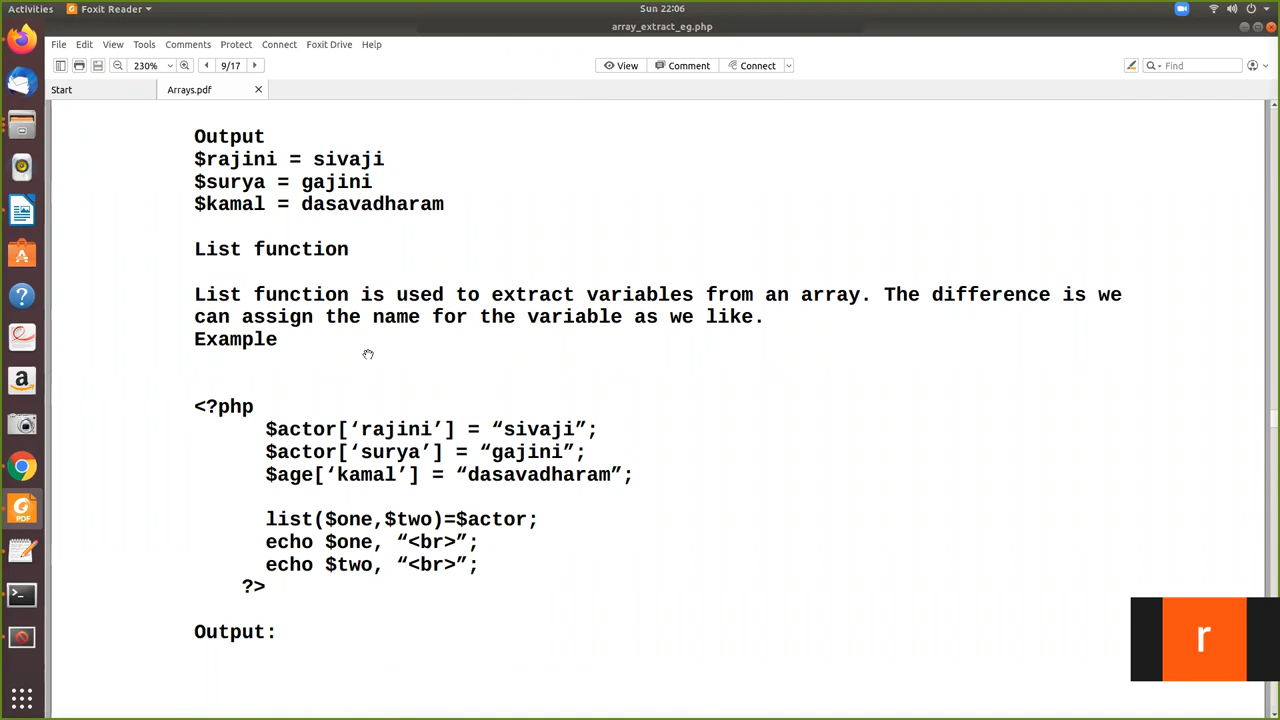 Activities
Foxit Reader
Sun 22:06
array_extract_eg.php
File Edit View Tools Comments Protect Connect Foxit Drive Help
230% 9/17 View Comment Connect Find
Start Arrays.pdf
Output
$rajini = sivaji
$surya = gajini
$kamal = dasavadharam
List function
List function is used to extract variables from an array. The difference is we
can assign the name for the variable as we like.
Example
<?php
$actor[‘rajini’] = “sivaji”;
$actor[‘surya’] = “gajini”;
$age[‘kamal’] = “dasavadharam”;
list($one,$two)=$actor;
echo $one, “<br>”;
echo $two, “<br>”;
?>
Output:
r